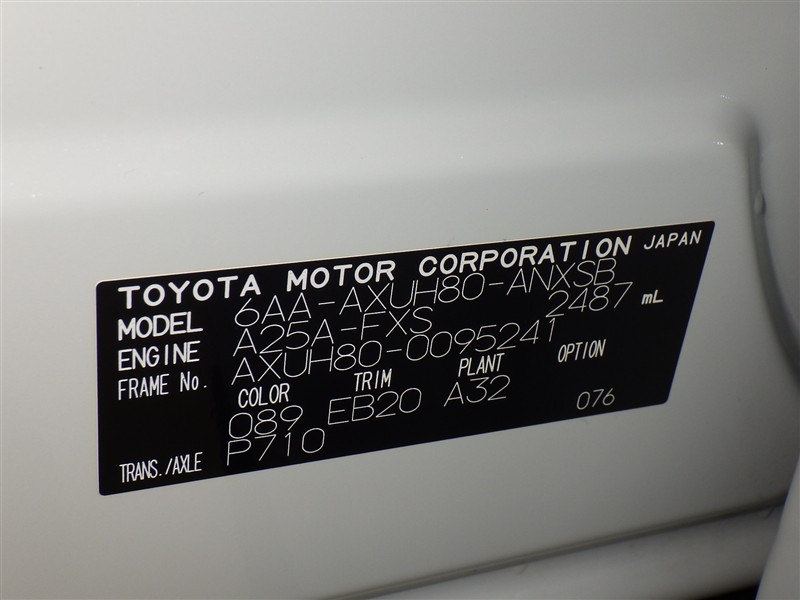 TOYOTA MOTOR CORPORATION JAPAN
MODEL 6AA-AXUH80-ANXSB
ENGINE A25A-FXS 2487 mL
FRAME No. AXUH80-0095241
COLOR TRIM PLANT OPTION
089 EB20 A32 076
TRANS./AXLE P710